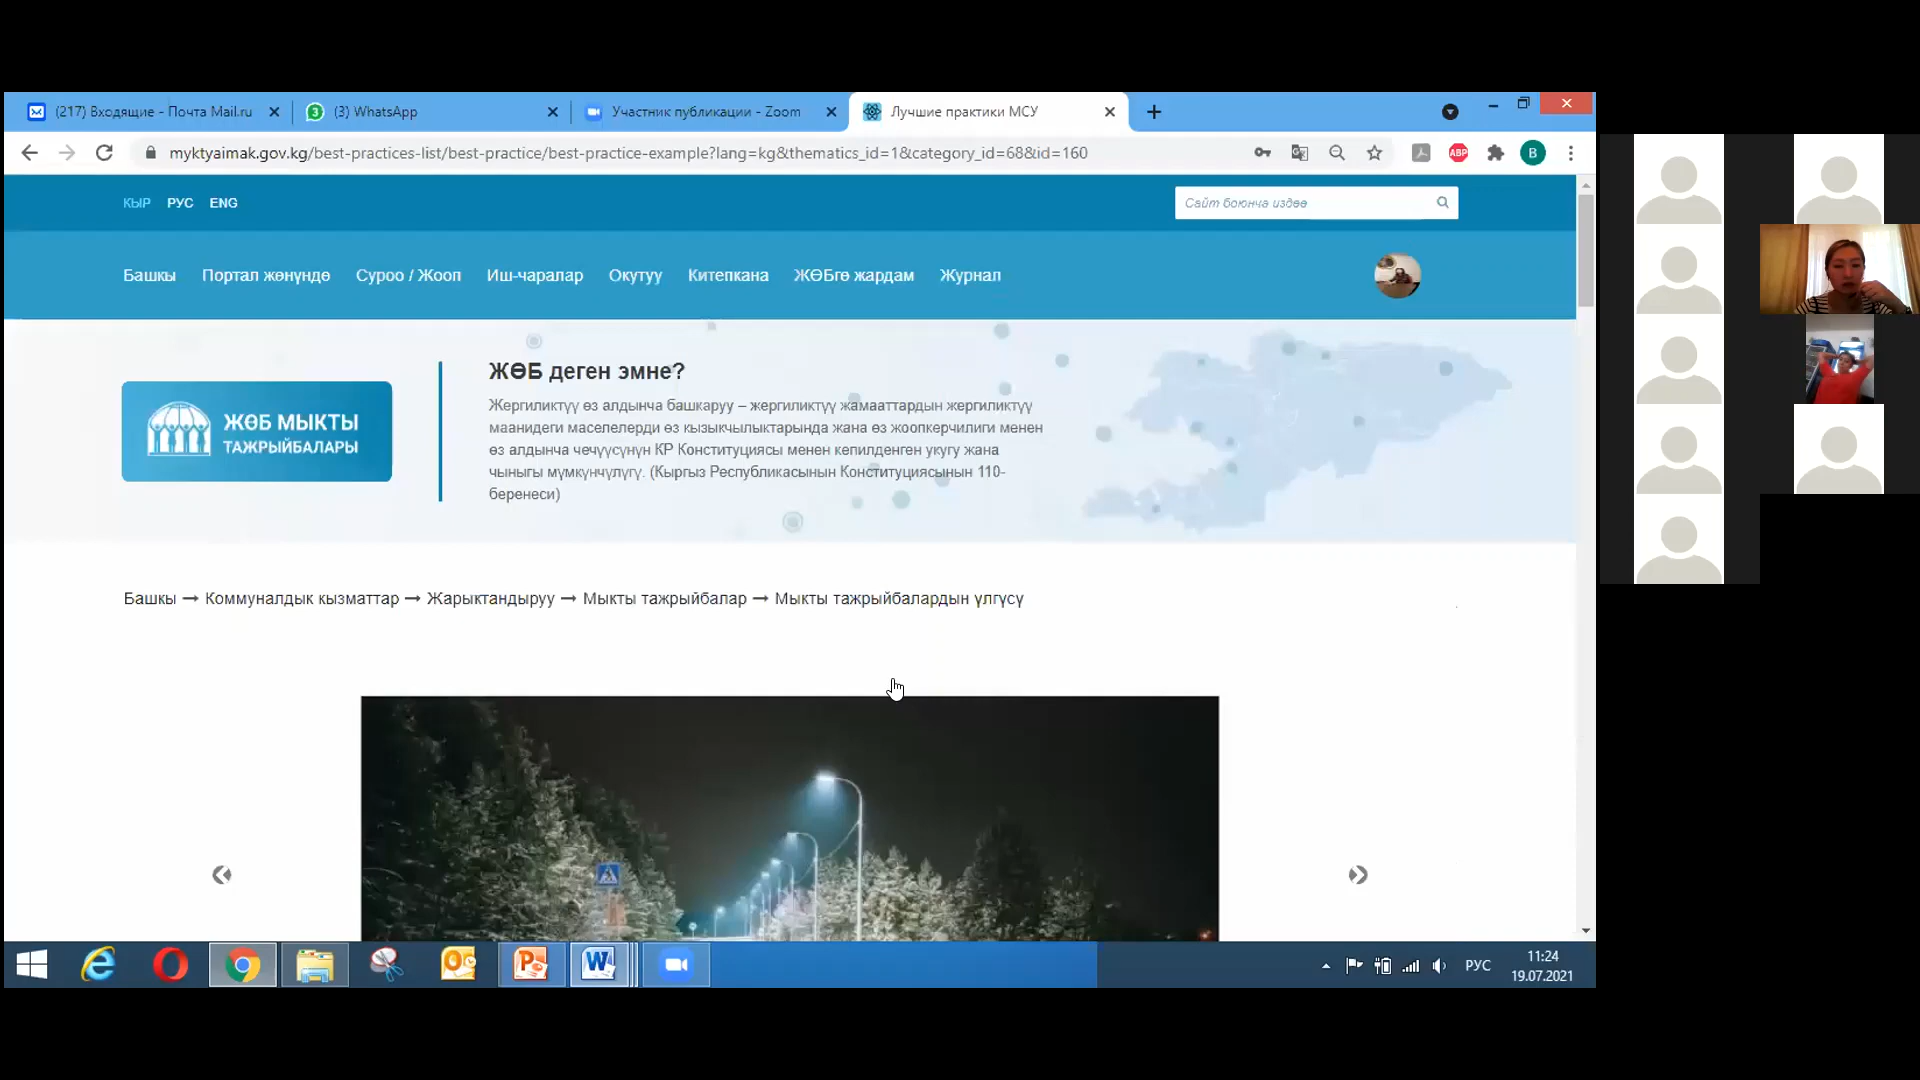 (217) Входящие - Почта Mail.ru
(3) WhatsApp
Участник публикации - Zoom
Лучшие практики МСУ
myktyaimak.gov.kg/best-practices-list/best-practice/best-practice-example?lang=kg&thematics_id=1&category_id=68&id=160
ABP
B
КЫР РУС ENG
Сайт боюнча издөө
Башкы Портал жөнүндө Суроо / Жооп Иш-чаралар Окутуу Китепкана ЖӨБгө жардам Журнал
ЖӨБ МЫКТЫ
ТАЖРЫЙБАЛАРЫ
ЖӨБ деген эмне?
Жергиликтүү өз алдынча башкаруу – жергиликтүү жамааттардын жергиликтүү
маанидеги маселелерди өз кызыкчылыктарында жана өз жоопкерчилиги менен
өз алдынча чечүүсүнүн КР Конституциясы менен кепилденген укугу жана
чыныгы мүмкүнчүлүгү. (Кыргыз Республикасынын Конституциясынын 110-
беренеси)
Башкы → Коммуналдык кызматтар → Жарыктандыруу → Мыкты тажрыйбалар → Мыкты тажрыйбалардын үлгүсү
РУС
11:24
19.07.2021